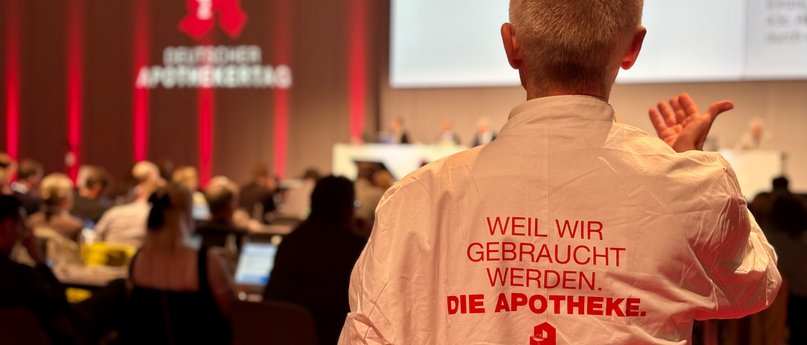 DEUTSCHER
APOTHEKERTAG
WEIL WIR
GEBRAUCHT
WERDEN.
DIE APOTHEKE.